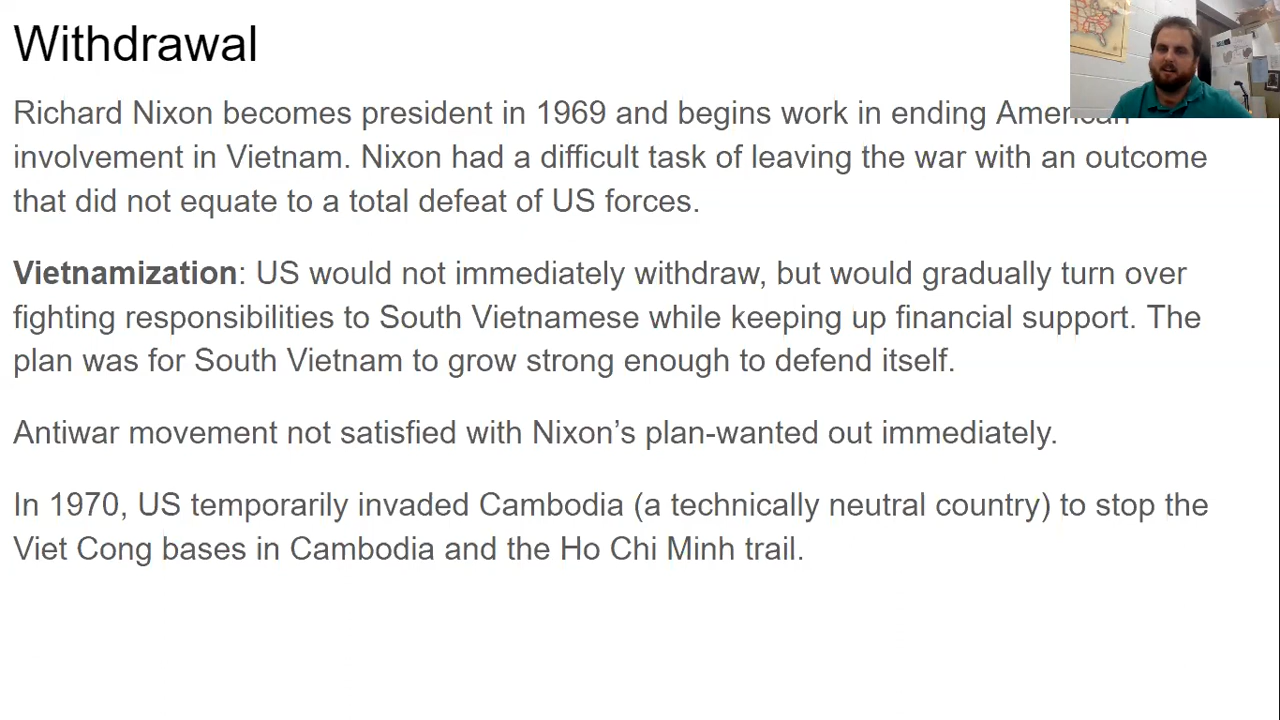 Withdrawal
Richard Nixon becomes president in 1969 and begins work in ending American
involvement in Vietnam. Nixon had a difficult task of leaving the war with an outcome
that did not equate to a total defeat of US forces.
Vietnamization: US would not immediately withdraw, but would gradually turn over
fighting responsibilities to South Vietnamese while keeping up financial support. The
plan was for South Vietnam to grow strong enough to defend itself.
Antiwar movement not satisfied with Nixon’s plan-wanted out immediately.
In 1970, US temporarily invaded Cambodia (a technically neutral country) to stop the
Viet Cong bases in Cambodia and the Ho Chi Minh trail.